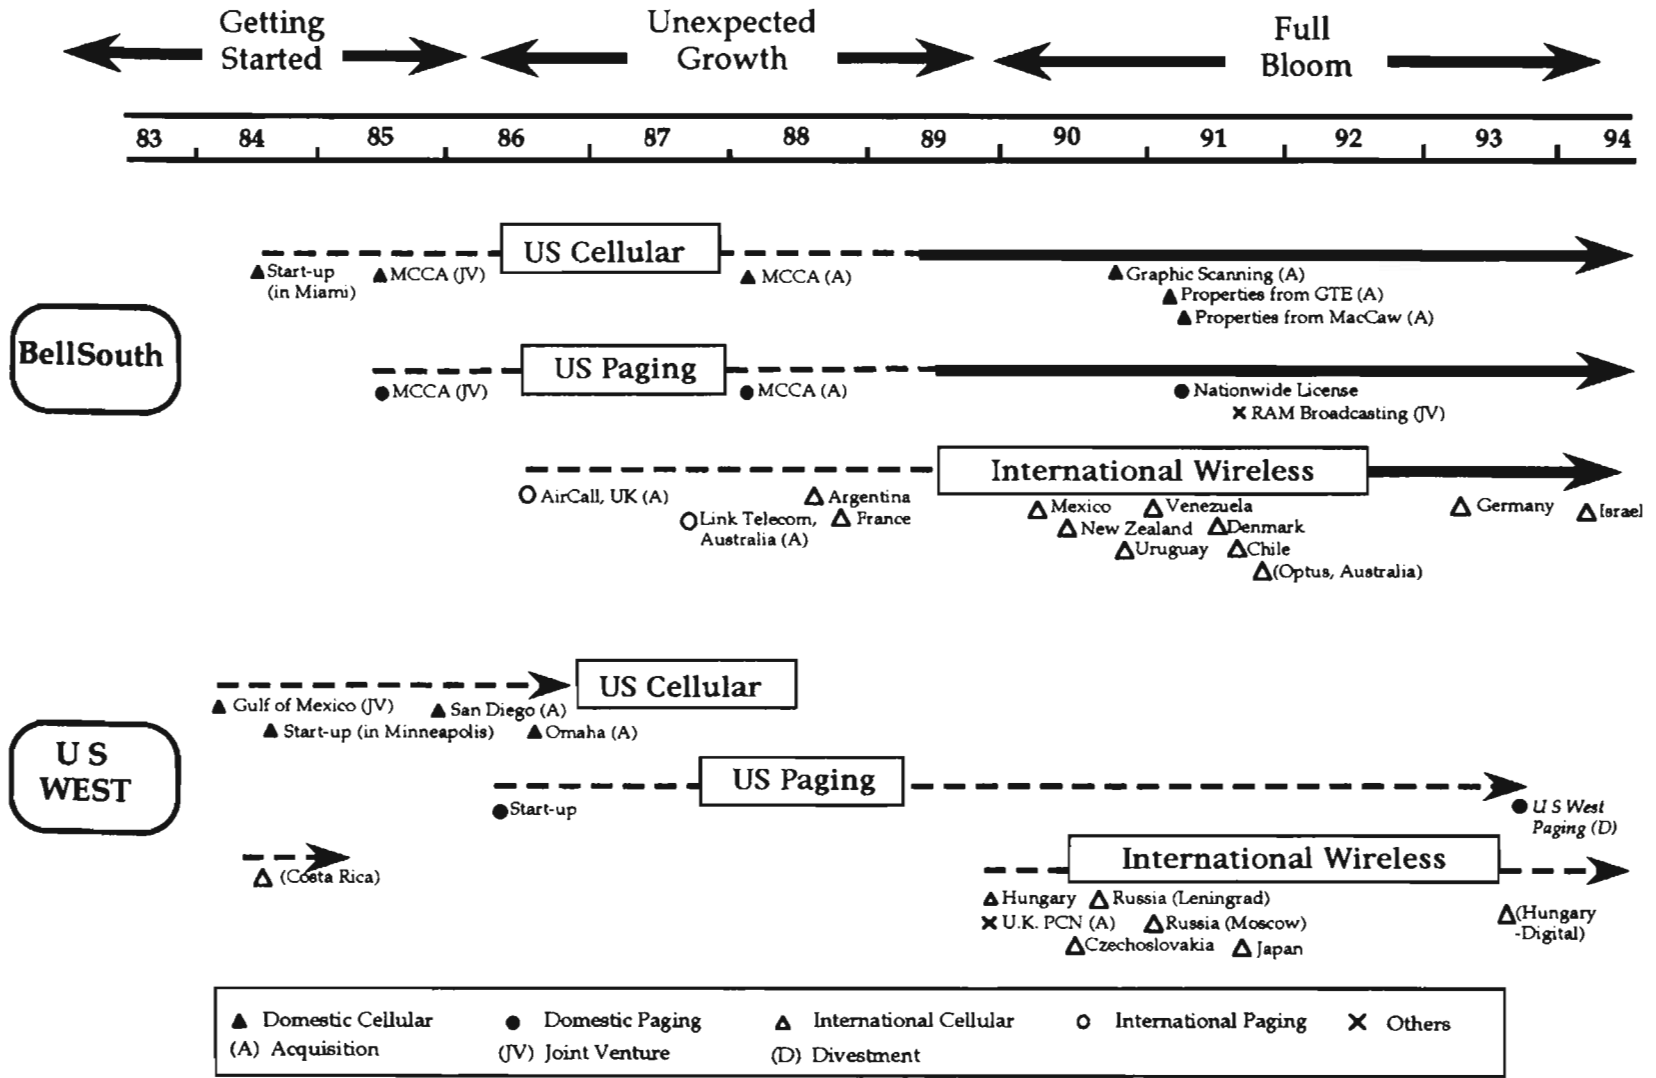 Getting
Started
Unexpected
Growth
Full
Bloom
83 84 85 86 87 88 89 90 91 92 93 94
BellSouth
US Cellular
Start-up
(in Miami)
MCCA (JV)
MCCA (A)
Graphic Scanning (A)
Properties from GTE (A)
Properties from MacCaw (A)
US Paging
MCCA (JV)
MCCA (A)
Nationwide License
RAM Broadcasting (JV)
International Wireless
AirCall, UK (A)
Link Telecom,
Australia (A)
Argentina
France
Mexico
New Zealand
Uruguay
Venezuela
Denmark
Chile
(Optus, Australia)
Germany
Israel
U S
WEST
US Cellular
Gulf of Mexico (JV)
Start-up (in Minneapolis)
San Diego (A)
Omaha (A)
US Paging
Start-up
U S West
Paging (D)
(Costa Rica)
International Wireless
Hungary
U.K. PCN (A)
Czechoslovakia
Russia (Leningrad)
Russia (Moscow)
Japan
(Hungary
-Digital)
Domestic Cellular
Domestic Paging
International Cellular
International Paging
Others
(A) Acquisition
(JV) Joint Venture
(D) Divestment